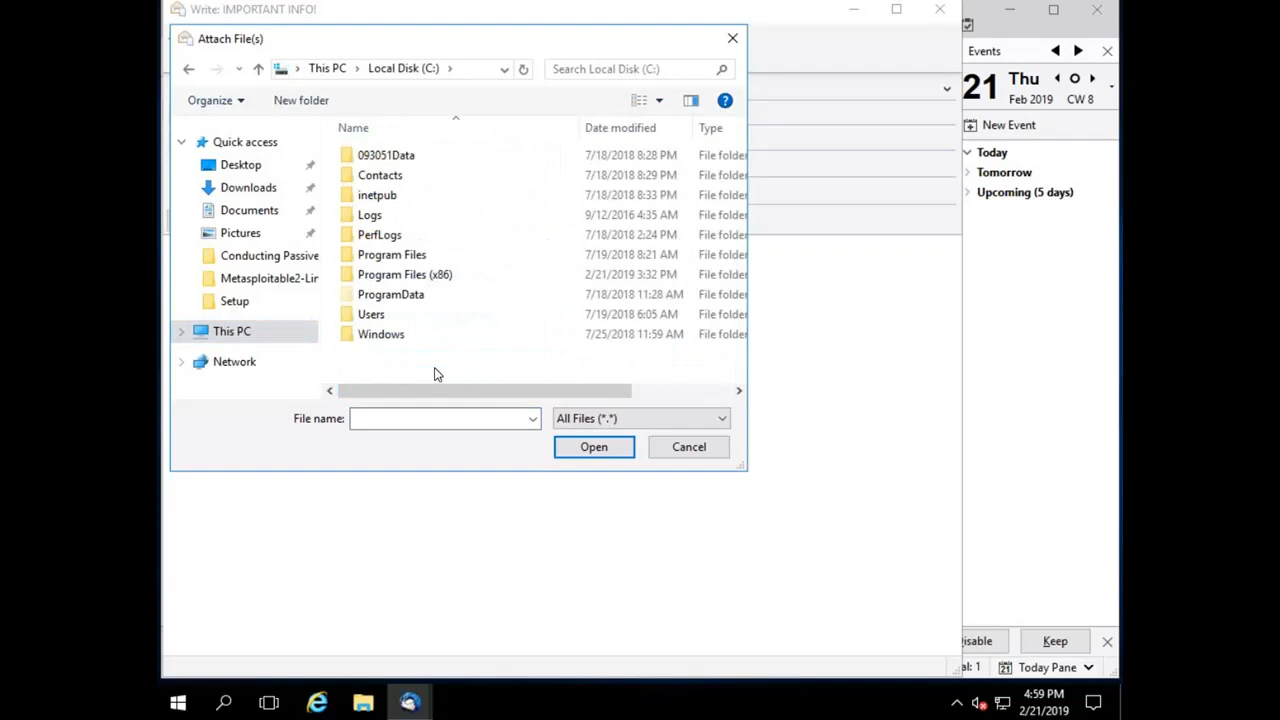 Write: IMPORTANT INFO!
Attach File(s)
This PC > Local Disk (C:) >
Search Local Disk (C:)
Organize
New folder
Name
Date modified
Type
Quick access
Desktop
Downloads
Documents
Pictures
Conducting Passive
Metasploitable2-Lir
Setup
This PC
Network
093051Data 7/18/2018 8:28 PM File folder
Contacts 7/18/2018 8:29 PM File folder
inetpub 7/18/2018 8:33 PM File folder
Logs 9/12/2016 4:35 AM File folder
PerfLogs 7/18/2018 2:24 PM File folder
Program Files 7/19/2018 8:21 AM File folder
Program Files (x86) 2/21/2019 3:32 PM File folder
ProgramData 7/18/2018 11:28 AM File folder
Users 7/19/2018 6:05 AM File folder
Windows 7/25/2018 11:59 AM File folder
File name:
All Files (*.*)
Open
Cancel
Events
21 Thu
Feb 2019 CW 8
New Event
Today
Tomorrow
Upcoming (5 days)
isable
Keep
al: 1
21 Today Pane
4:59 PM
2/21/2019